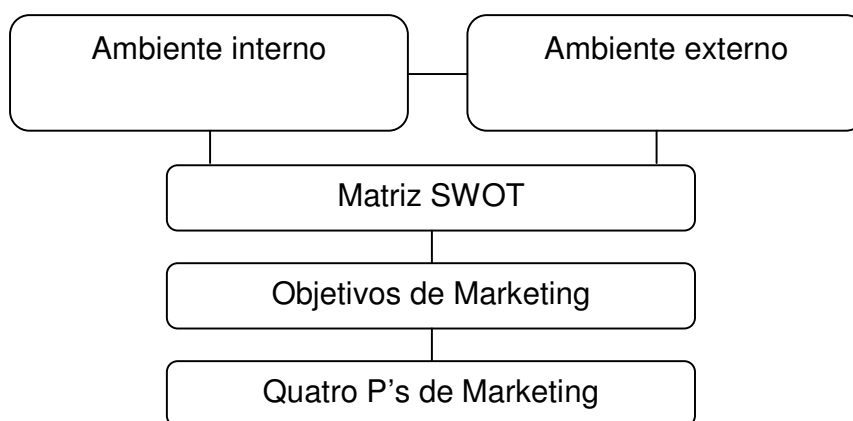 Ambiente interno
Ambiente externo
Matriz SWOT
Objetivos de Marketing
Quatro P's de Marketing